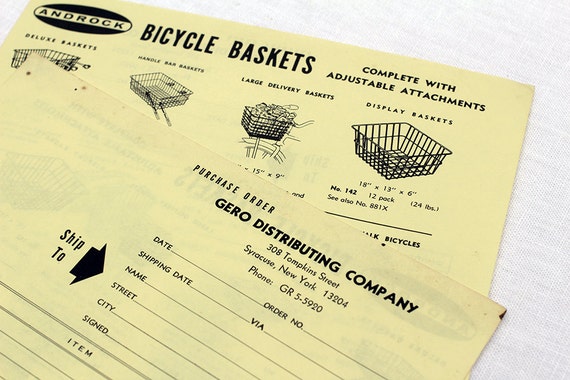 ANDROCK
BICYCLE BASKETS
COMPLETE WITH
ADJUSTABLE ATTACHMENTS
DELUXE BASKETS
HANDLE BAR BASKETS
LARGE DELIVERY BASKETS
DISPLAY BASKETS
15" × 9"
18" × 13" × 6"
No. 142 12 pack (24 lbs.)
See also No. 881X
BICYCLES
PURCHASE ORDER
GERO DISTRIBUTING COMPANY
308 Tompkins Street
Syracuse, New York 13204
Phone: GR 5-5920
Ship
To
DATE
SHIPPING DATE
NAME
ORDER NO.
STREET
CITY
VIA
SIGNED
ITEM